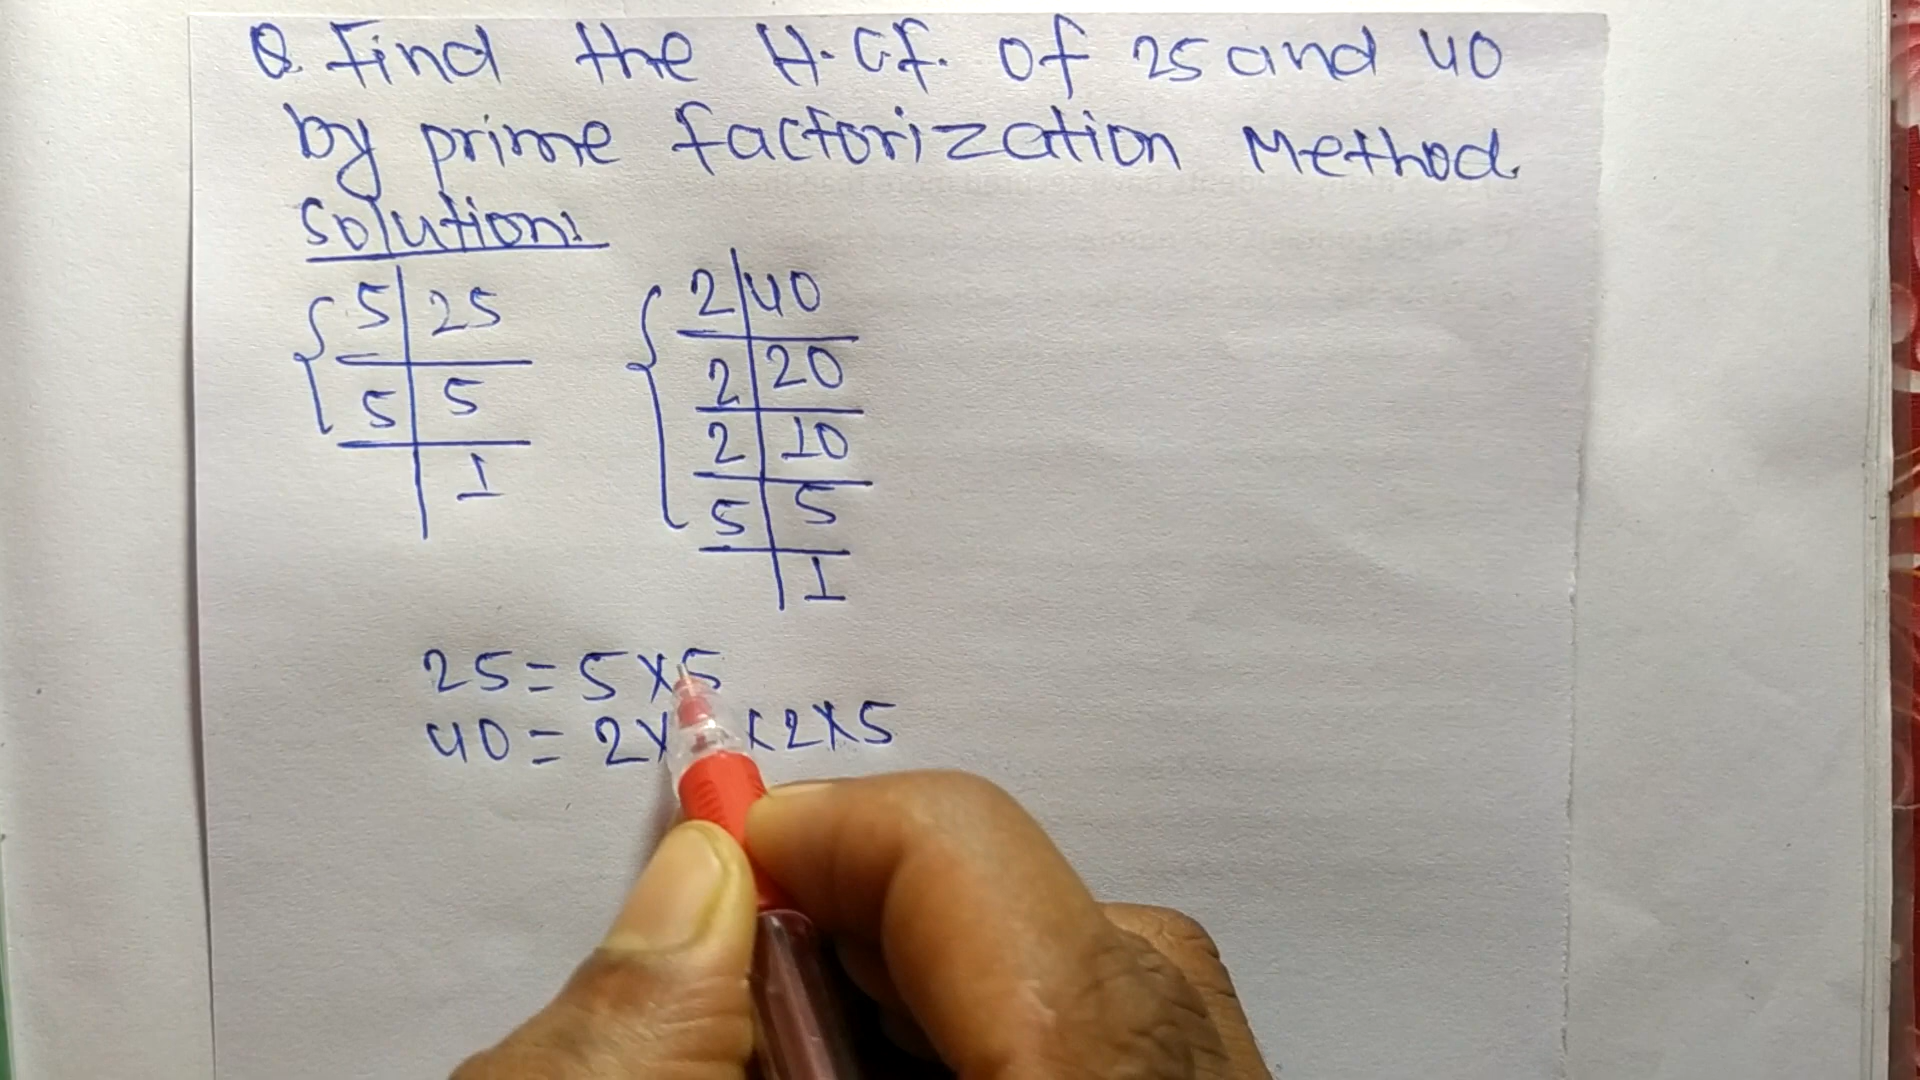 Q. Find the H.C.F. of 25 and 40
by prime factorization Method.
Solution:
5 25
5 5
1
2 40
2 20
2 10
5 5
1
25 = 5×5
40 = 2× ×2×5